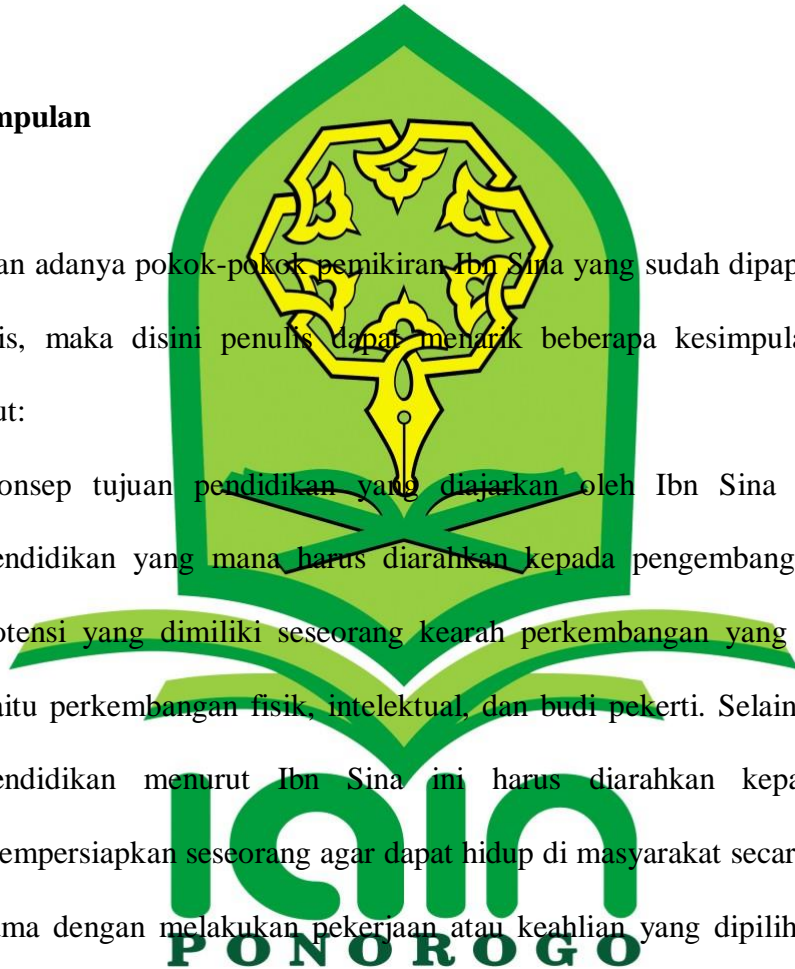 mpulan
an adanya pokok-pokok pemikiran Ibn Sina yang sudah dipap
is, maka disini penulis dapat menarik beberapa kesimpula
ut:
onsep tujuan pendidikan yang diajarkan oleh Ibn Sina
endidikan yang mana harus diarahkan kepada pengembang
otensi yang dimiliki seseorang kearah perkembangan yang
aitu perkembangan fisik, intelektual, dan budi pekerti. Selain
endidikan menurut Ibn Sina ini harus diarahkan kepa
empersiapkan seseorang agar dapat hidup di masyarakat secar
ama dengan melakukan pekerjaan atau keahlian yang dipilih
iain
PONOROGO